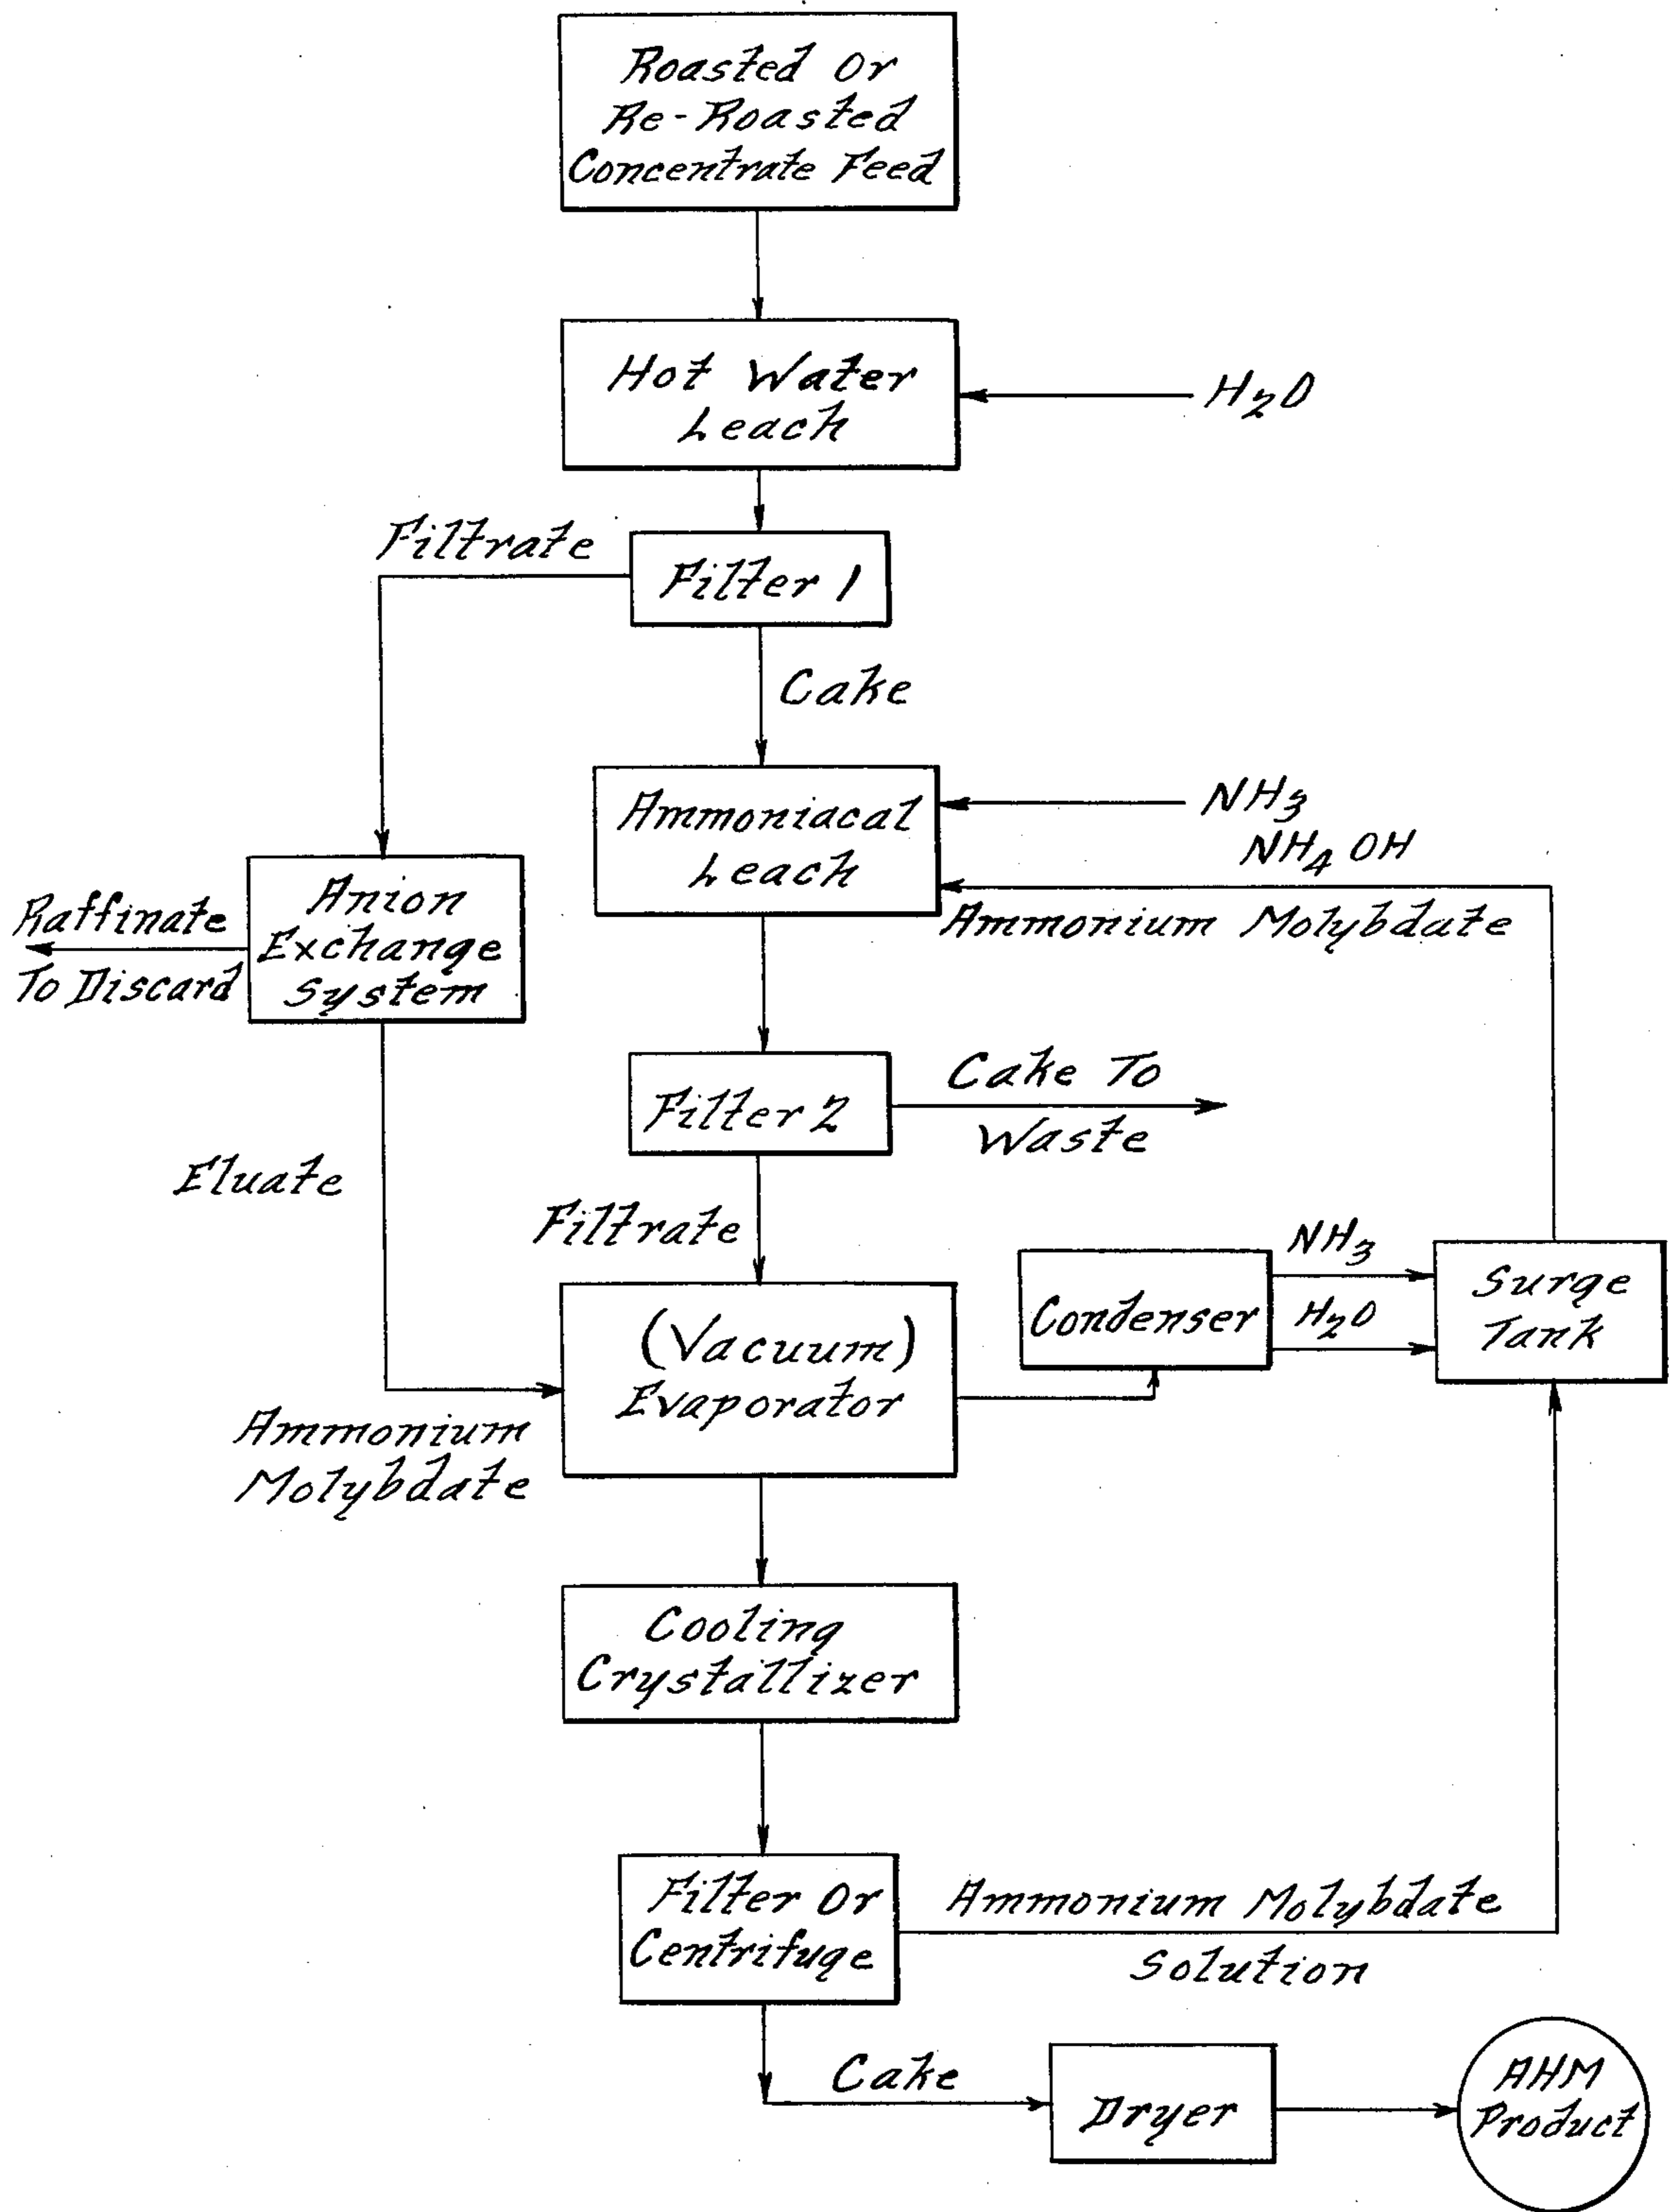 Roasted Or
Re-Roasted
Concentrate Feed
Hot Water
Leach
H2O
Filtrate
Filter 1
Cake
Ammoniacal
Leach
NH3
NH4 OH
Ammonium Molybdate
Anion
Exchange
System
Raffinate
To Discard
Filter 2
Cake To
Waste
Eluate
Filtrate
(Vacuum)
Evaporator
Condenser
NH3
H2O
Surge
Tank
Ammonium
Molybdate
Cooling
Crystallizer
Filter Or
Centrifuge
Ammonium Molybdate
Solution
Cake
Dryer
AHM
Product